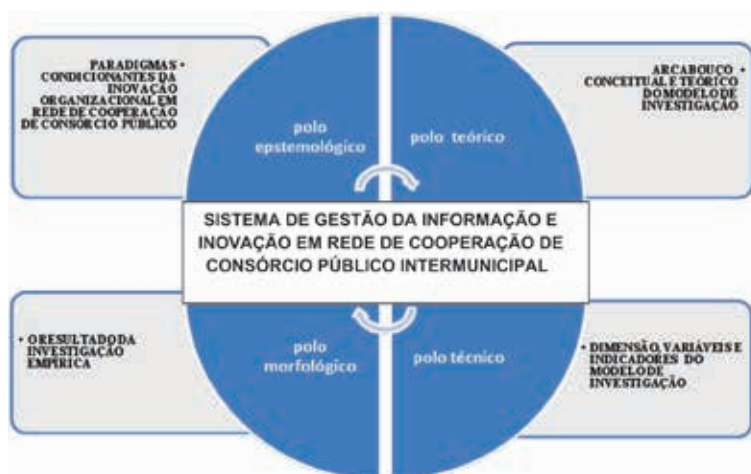 PARADIGMAS •
CONDICIONANTES DA
INOVAÇÃO
ORGANIZACIONAL EM
REDE DE COOPERAÇÃO
DE CONSÓRCIO PÚBLICO
polo
epstemológico
polo teórico
ARCABOUÇO •
CONCEITUAL E TEÓRICO
DO MODELO DE
INVESTIGAÇÃO
SISTEMA DE GESTÃO DA INFORMAÇÃO E
INOVAÇÃO EM REDE DE COOPERAÇÃO DE
CONSÓRCIO PÚBLICO INTERMUNICIPAL
• O RESULTADO DA
INVESTIGAÇÃO
EMPÍRICA
polo
morfológico
polo técnico
• DIMENSÃO, VARIÁVEIS E
INDICADORES DO
MODELO DE
INVESTIGAÇÃO